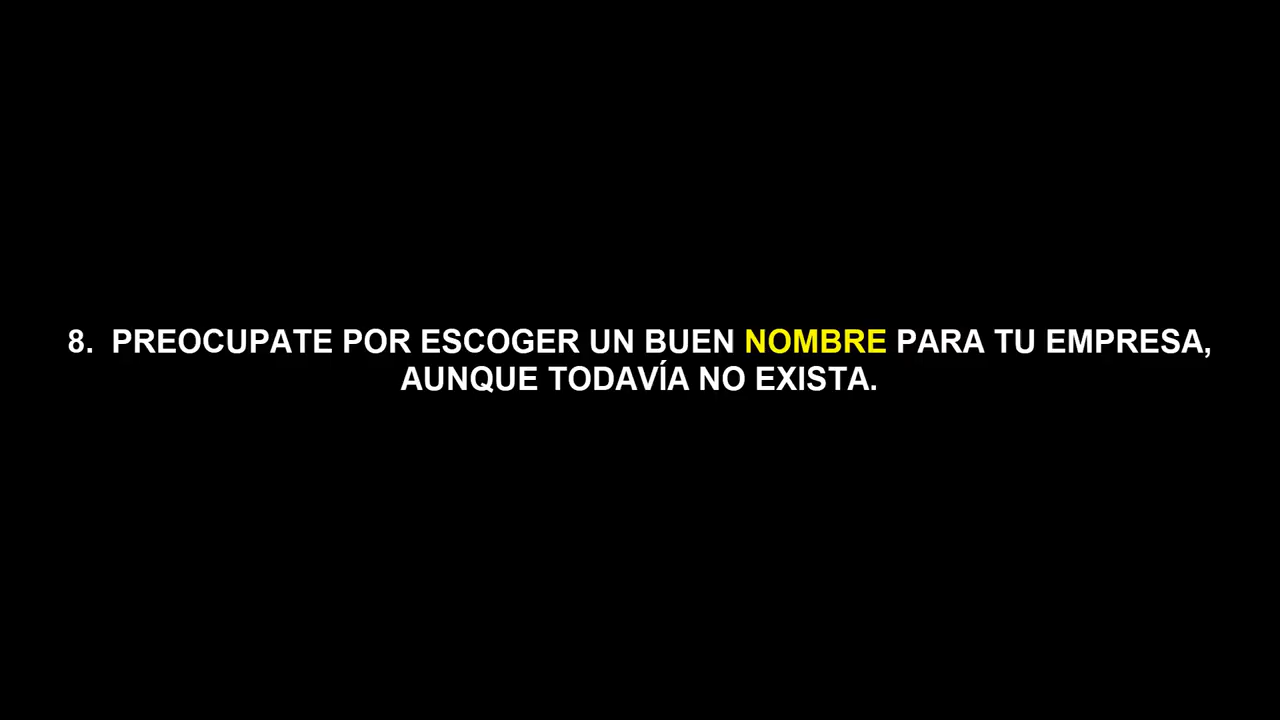 8. PREOCUPATE POR ESCOGER UN BUEN NOMBRE PARA TU EMPRESA,
AUNQUE TODAVÍA NO EXISTA.